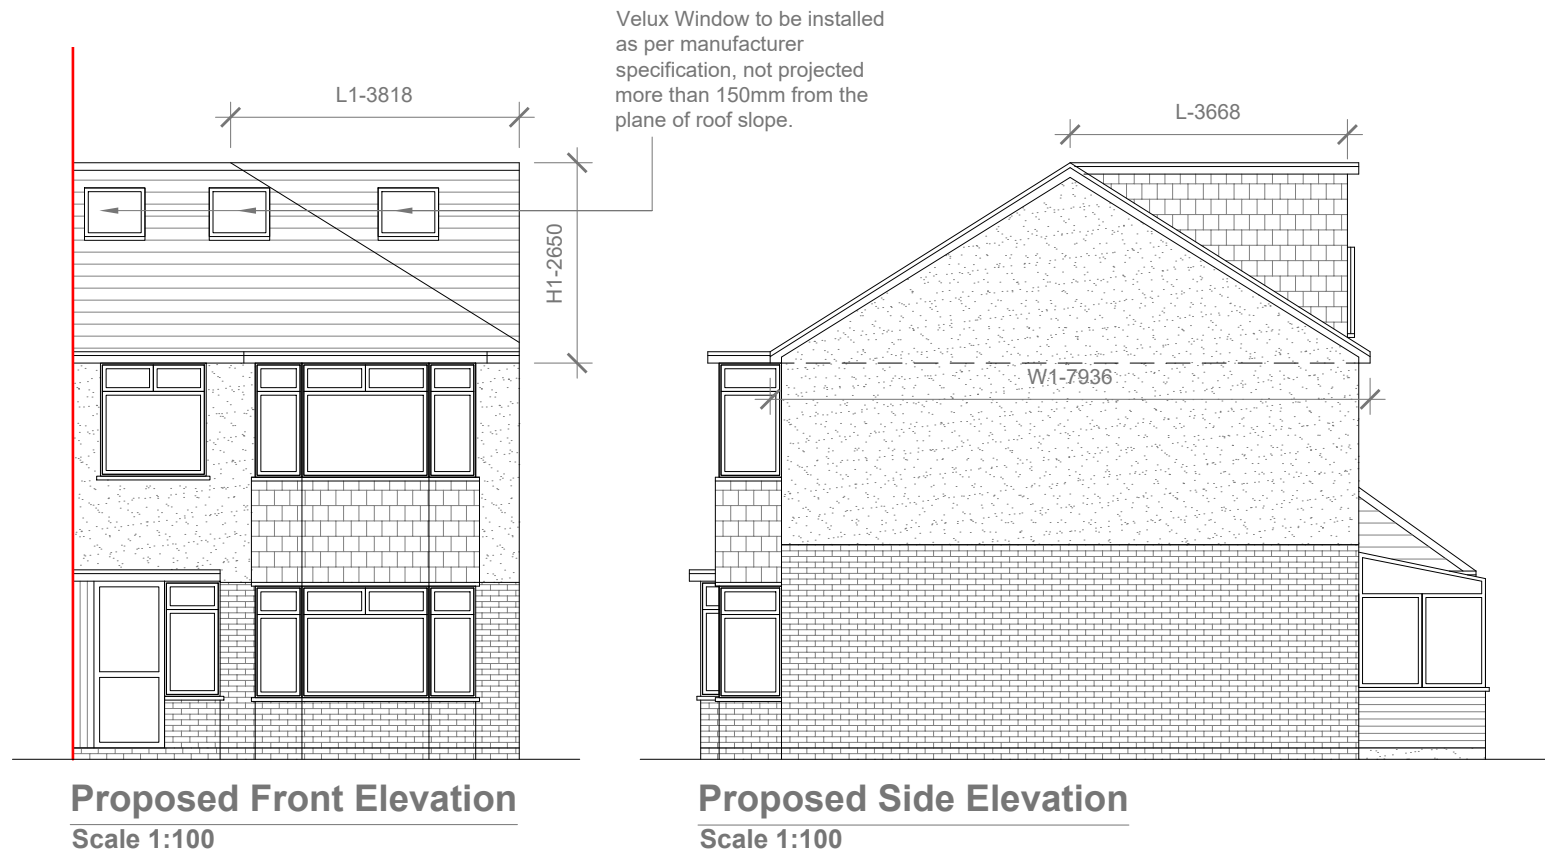 Velux Window to be installed
as per manufacturer
specification, not projected
more than 150mm from the
plane of roof slope.
L1-3818
L-3668
H1-2650
W1-7936
Proposed Front Elevation
Scale 1:100
Proposed Side Elevation
Scale 1:100